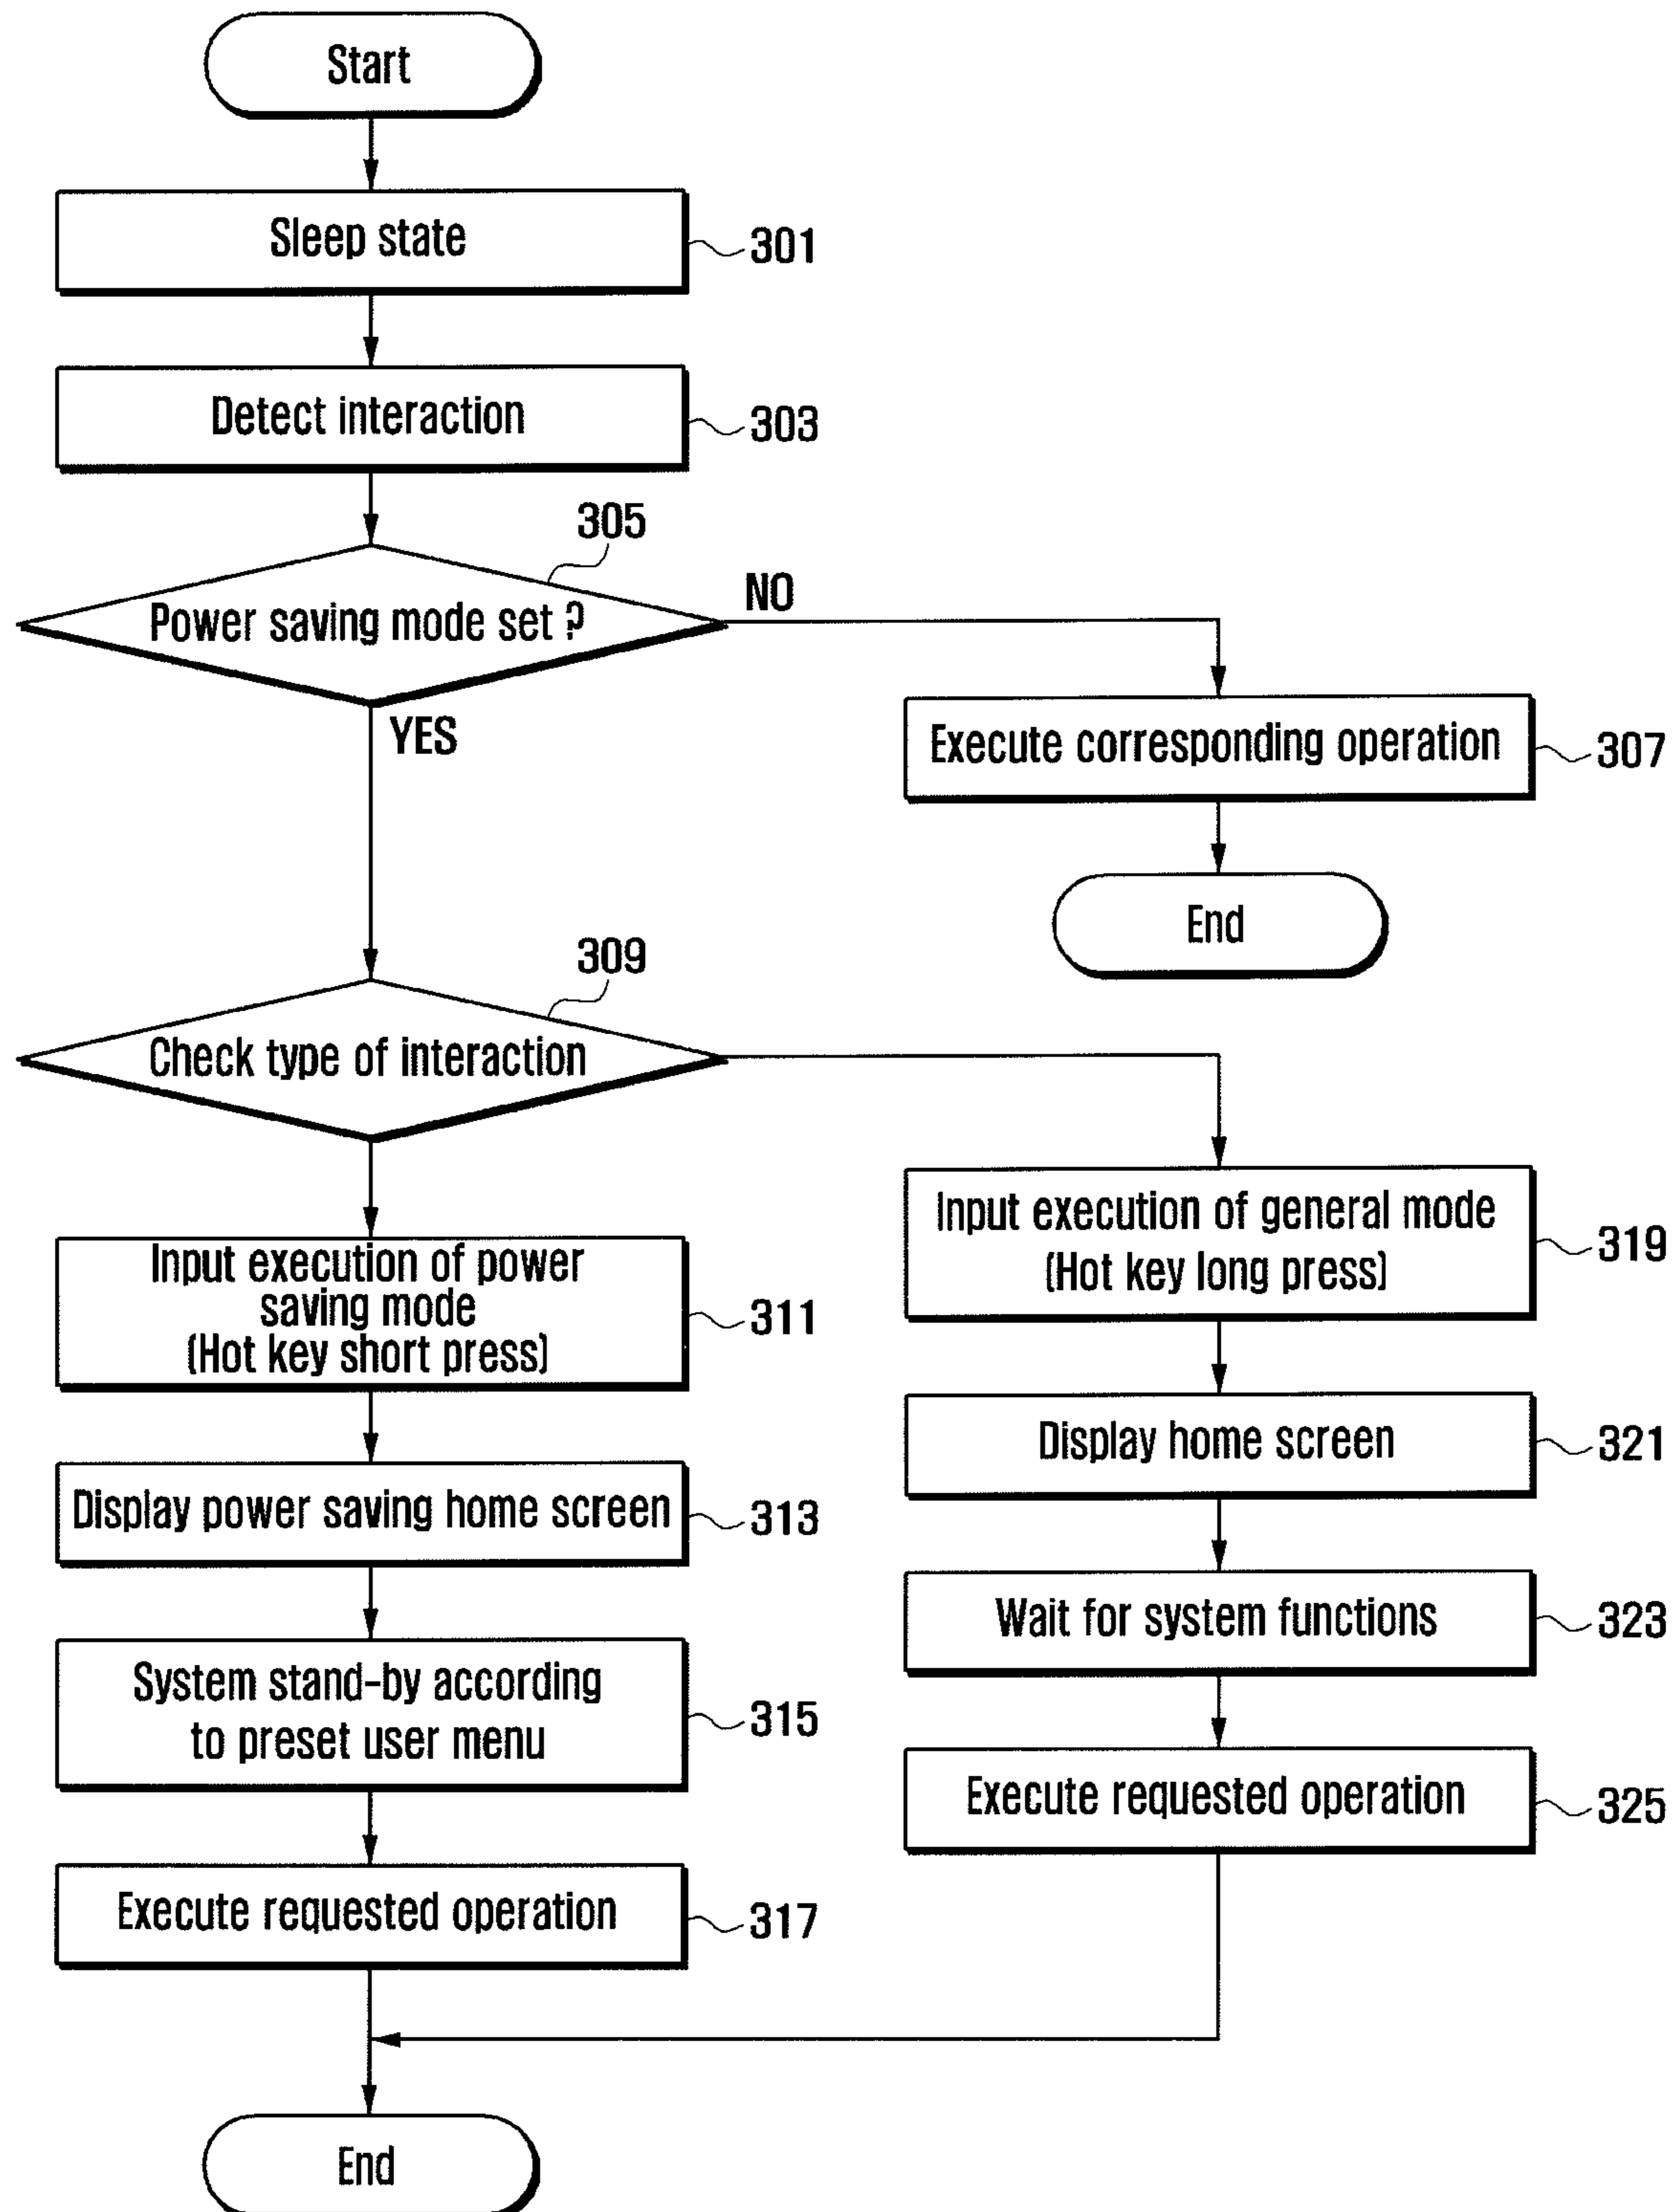 Start
Sleep state
301
Detect interaction
303
305
Power saving mode set ?
NO
YES
Execute corresponding operation
307
End
309
Check type of interaction
Input execution of power
saving mode
(Hot key short press)
311
Display power saving home screen
313
System stand-by according
to preset user menu
315
Execute requested operation
317
Input execution of general mode
(Hot key long press)
319
Display home screen
321
Wait for system functions
323
Execute requested operation
325
End